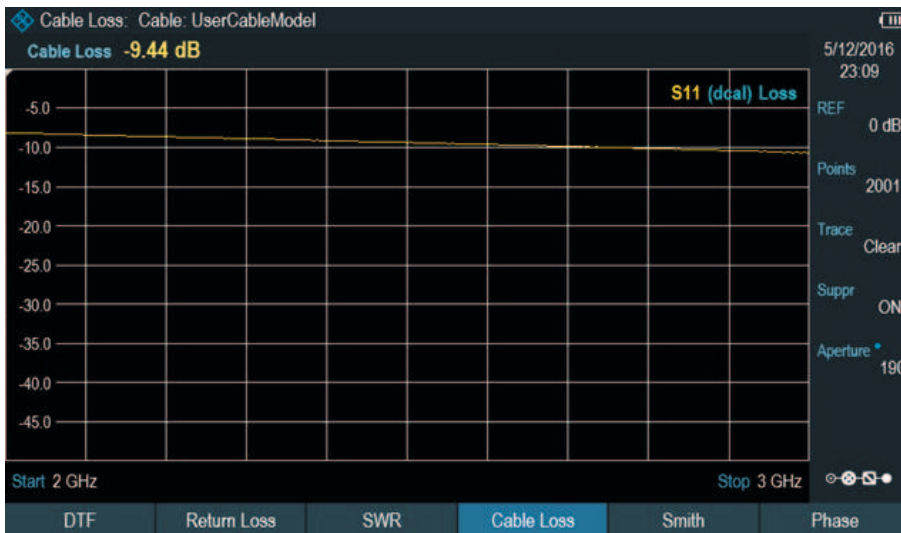 Cable Loss: Cable: UserCableModel
Cable Loss -9.44 dB
5/12/2016
23:09
S11 (dcal) Loss
REF
0 dB
Points
2001
Trace
Clear
Suppr
ON
Aperture
190
-5.0
-10.0
-15.0
-20.0
-25.0
-30.0
-35.0
-40.0
-45.0
Start 2 GHz
Stop 3 GHz
DTF Return Loss SWR Cable Loss Smith Phase